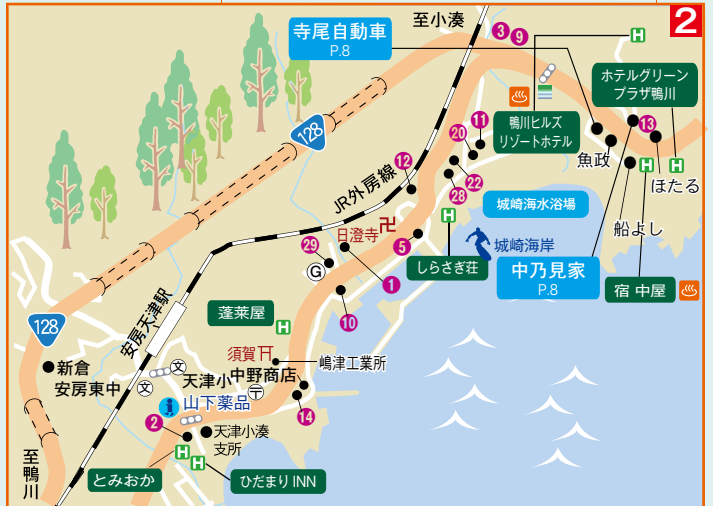 2
至小湊
寺尾自動車
P.8
3
9
H
ホテルグリーン
プラザ鴨川
鴨川ヒルズ
リゾートホテル
128
11
20
13
魚政
ほたる
H
H
12
22
28
JR外房線
城崎海水浴場
船よし
H
日澄寺
卍
5
城崎海岸
しらさぎ荘
中乃見家
P.8
宿 中屋
29
G
1
10
安房天津駅
蓬莱屋
H
128
須賀
嶋津工業所
新倉
安房東中
文
文
天津小
中野商店
〒
i
山下薬品
14
2
天津小湊
支所
至鴨川
H
H
とみおか
ひだまり INN